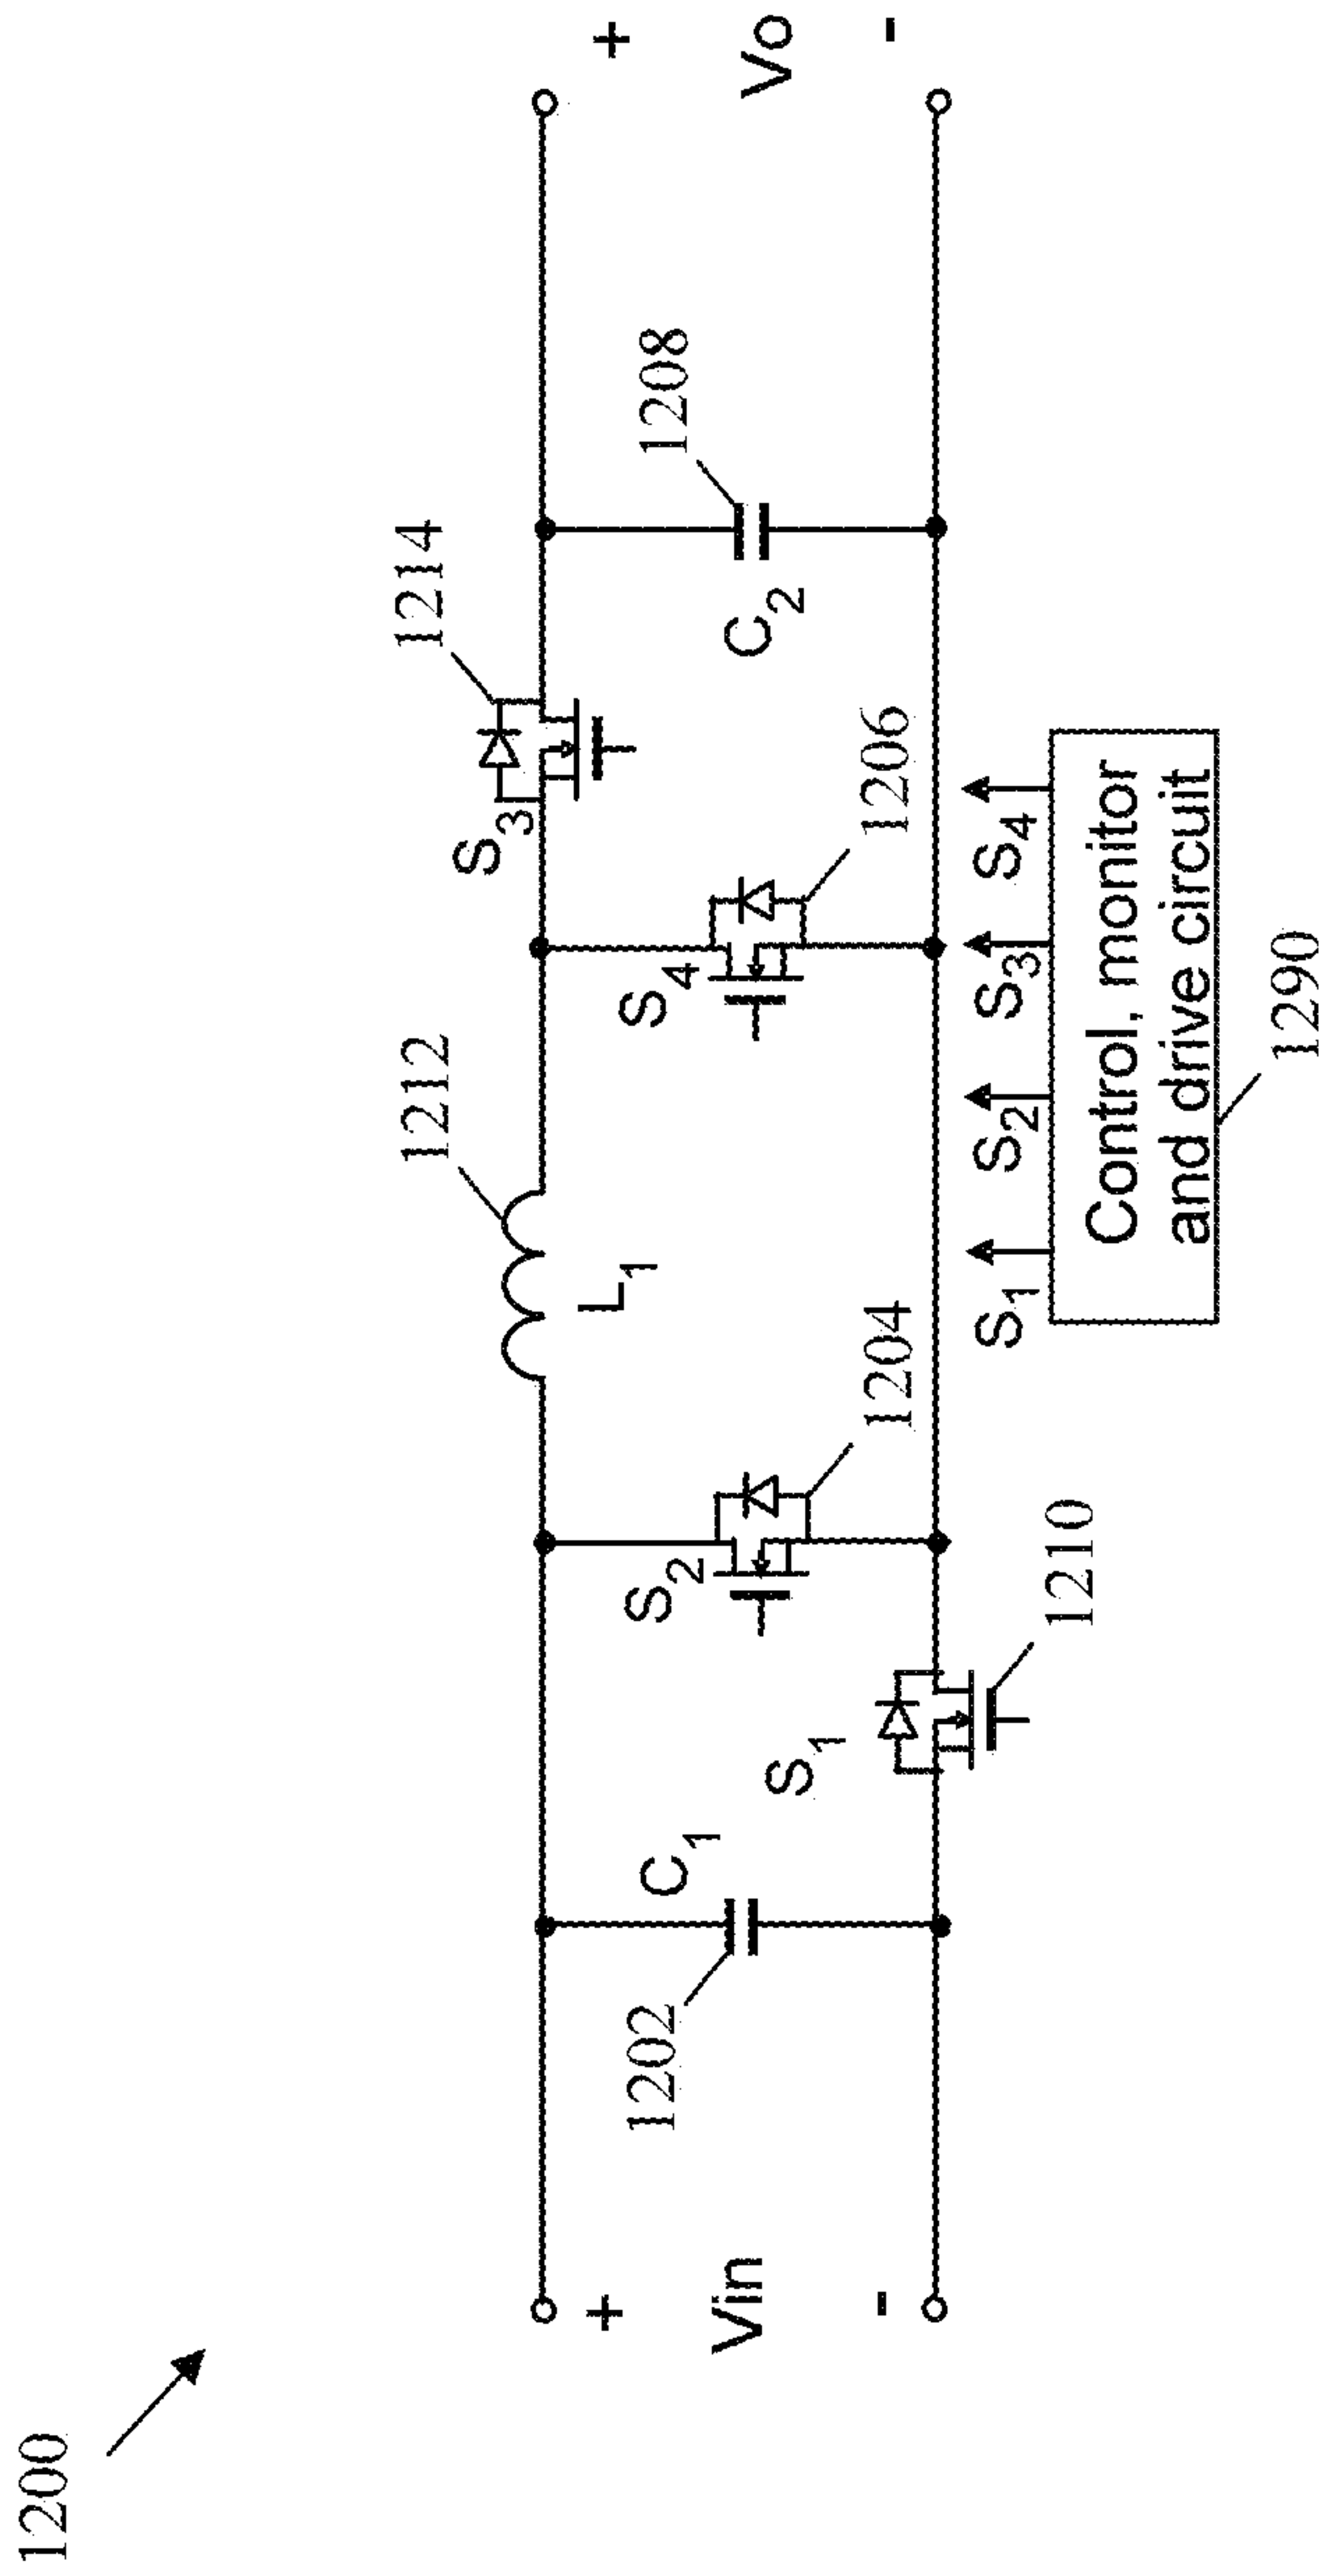 1200
1212
1214
S3
+
+
L1
1202
C1
S2
1204
S4
1206
C2
1208
Vin
Vo
-
-
S1
1210
S1
S2
S3
S4
Control, monitor
and drive circuit
1290